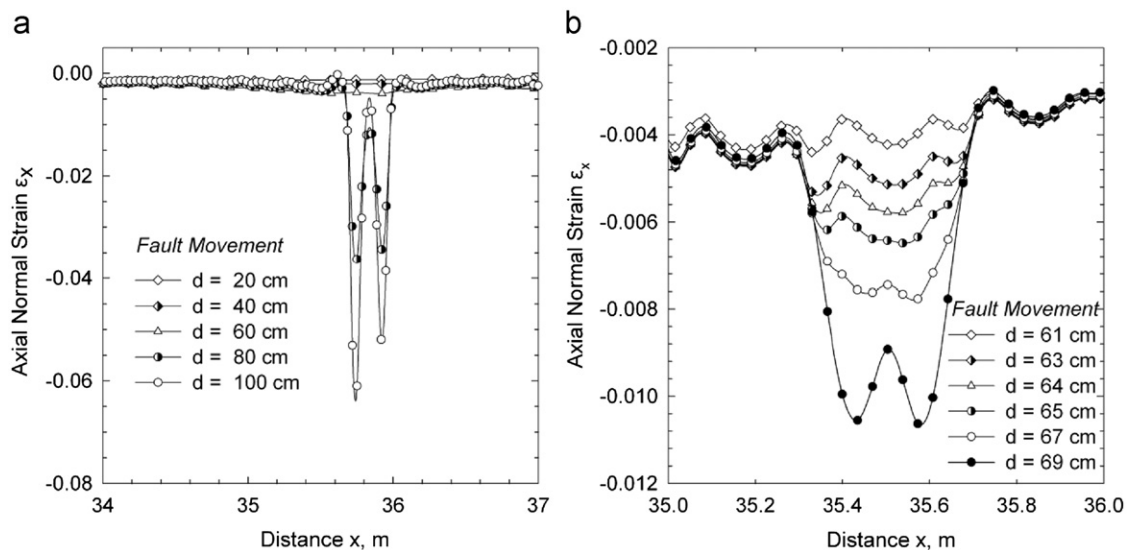 a
0.00
-0.02
-0.04
-0.06
-0.08
Axial Normal Strain εX
Fault Movement
d = 20 cm
d = 40 cm
d = 60 cm
d = 80 cm
d = 100 cm
34
35
36
37
Distance x, m
b
-0.002
-0.004
-0.006
-0.008
-0.010
-0.012
Axial Normal Strain εx
Fault Movement
d = 61 cm
d = 63 cm
d = 64 cm
d = 65 cm
d = 67 cm
d = 69 cm
35.0
35.2
35.4
35.6
35.8
36.0
Distance x, m